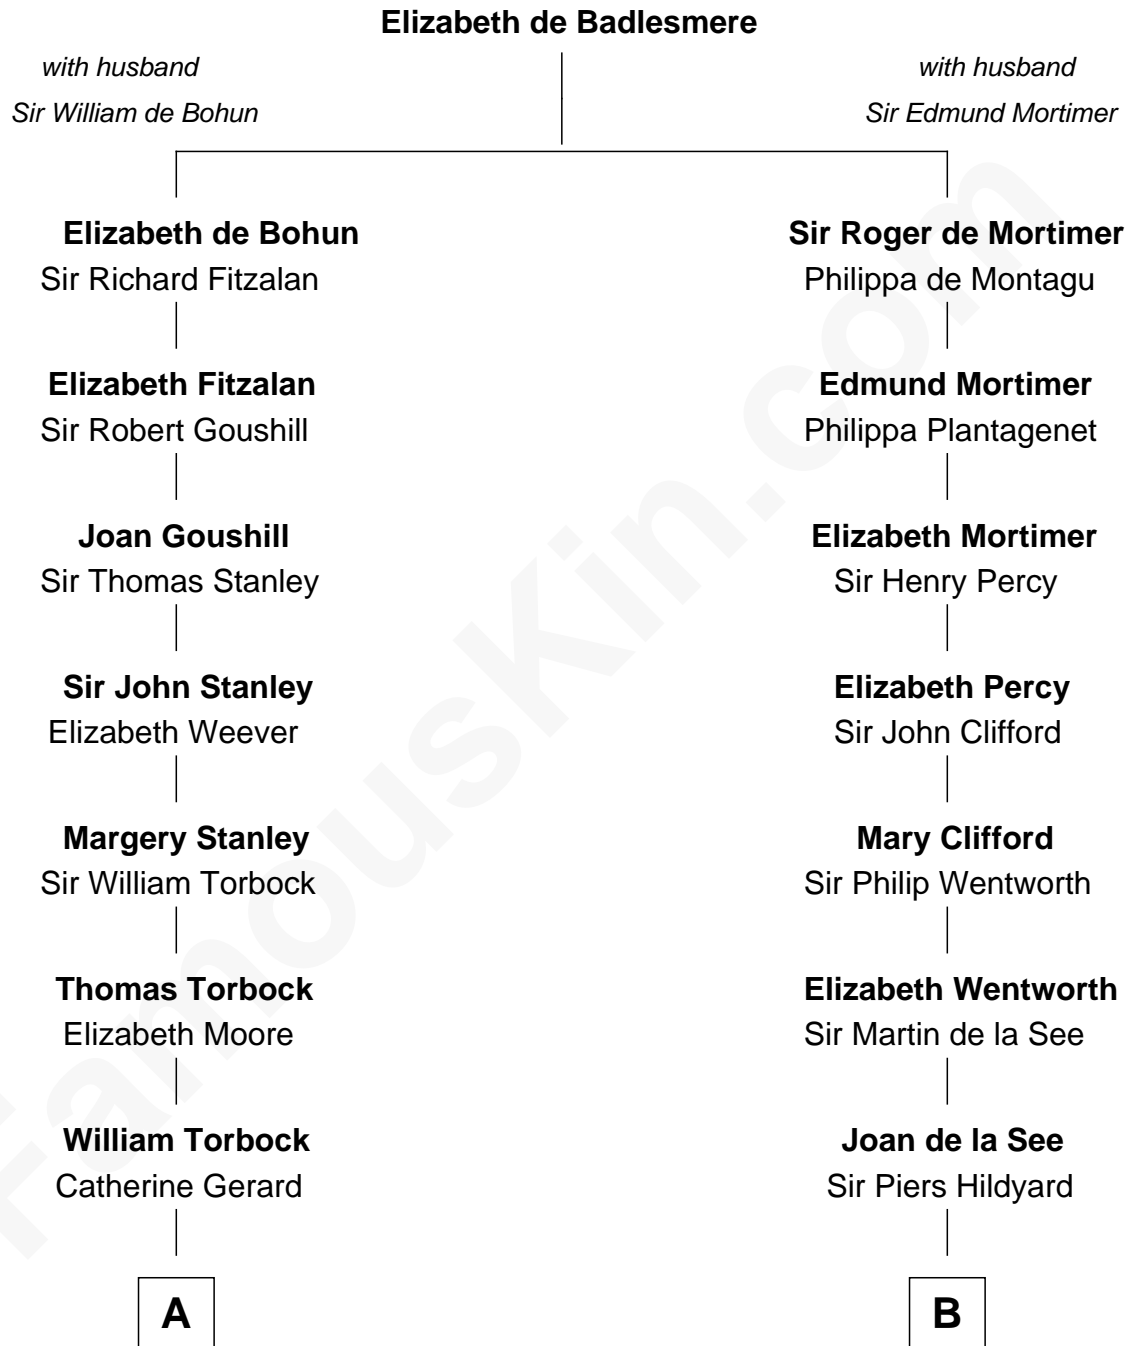 Elizabeth de Badlesmere
with husband
Sir William de Bohun
with husband
Sir Edmund Mortimer
Elizabeth de Bohun
Sir Richard Fitzalan
Sir Roger de Mortimer
Philippa de Montagu
Elizabeth Fitzalan
Sir Robert Goushill
Edmund Mortimer
Philippa Plantagenet
Joan Goushill
Sir Thomas Stanley
Elizabeth Mortimer
Sir Henry Percy
Sir John Stanley
Elizabeth Weever
Elizabeth Percy
Sir John Clifford
Margery Stanley
Sir William Torbock
Mary Clifford
Sir Philip Wentworth
Thomas Torbock
Elizabeth Moore
Elizabeth Wentworth
Sir Martin de la See
William Torbock
Catherine Gerard
Joan de la See
Sir Piers Hildyard
A
B
FamousKin.com